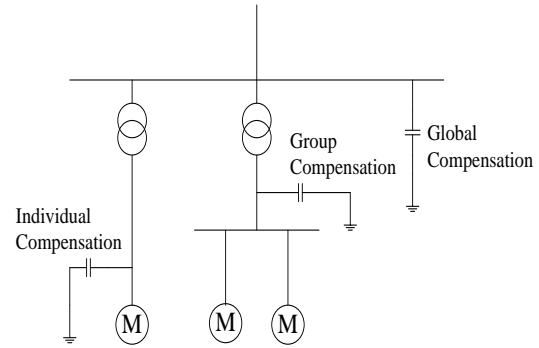 Group
Compensation
Global
Compensation
Individual
Compensation
M
M
M